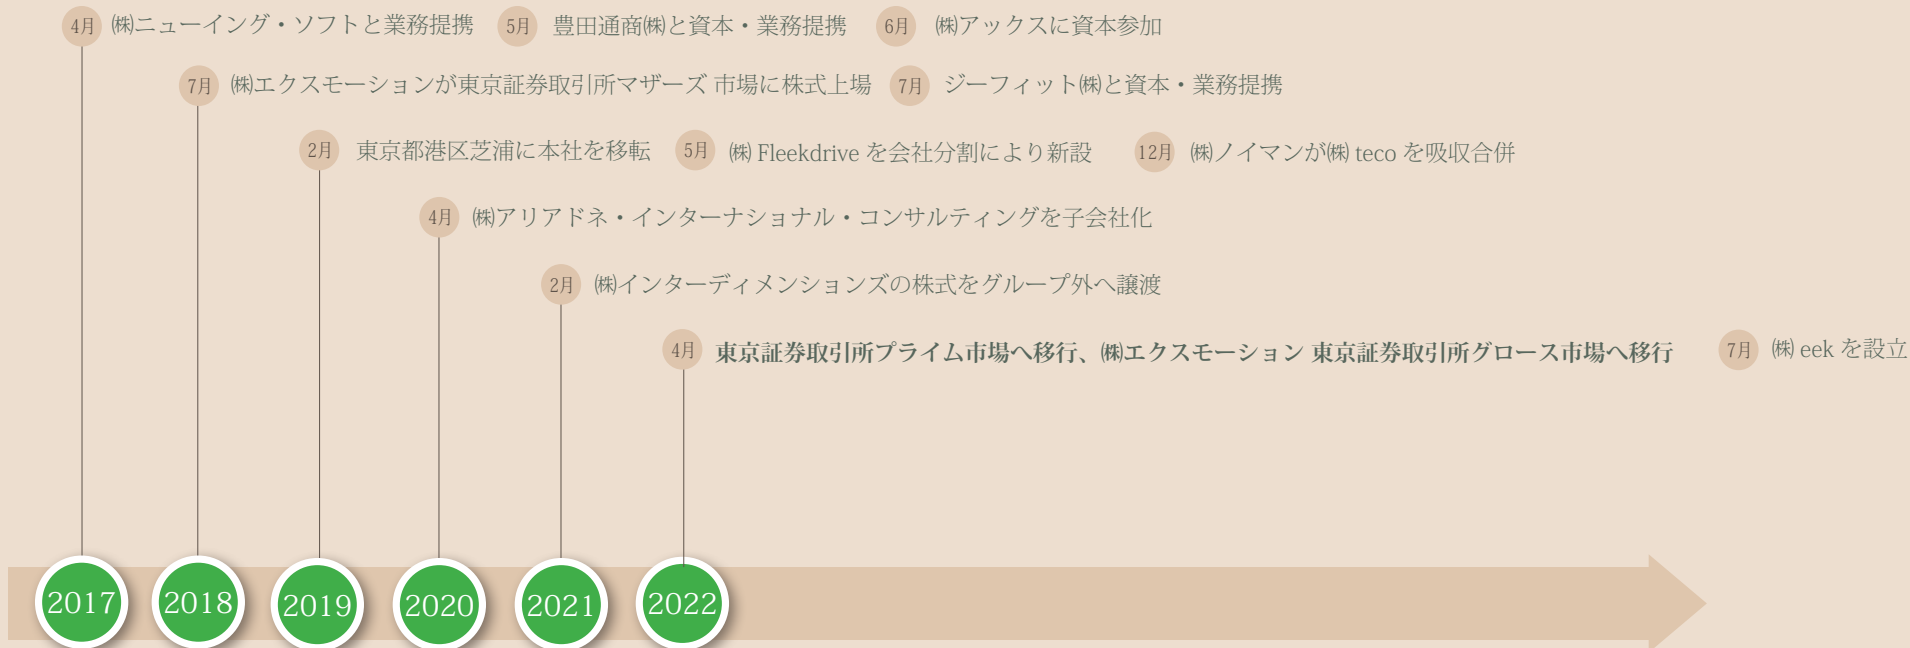 4月 ㈱ニューイング・ソフトと業務提携 5月 豊田通商㈱と資本・業務提携 6月 ㈱アックスに資本参加
7月 ㈱エクスモーションが東京証券取引所マザーズ 市場に株式上場 7月 ジーフィット㈱と資本・業務提携
2月 東京都港区芝浦に本社を移転 5月 ㈱ Fleekdrive を会社分割により新設 12月 ㈱ノイマンが㈱ teco を吸収合併
4月 ㈱アリアドネ・インターナショナル・コンサルティングを子会社化
2月 ㈱インターディメンションズの株式をグループ外へ譲渡
4月 東京証券取引所プライム市場へ移行、㈱エクスモーション 東京証券取引所グロース市場へ移行 7月 ㈱ eek を設立
2017 2018 2019 2020 2021 2022